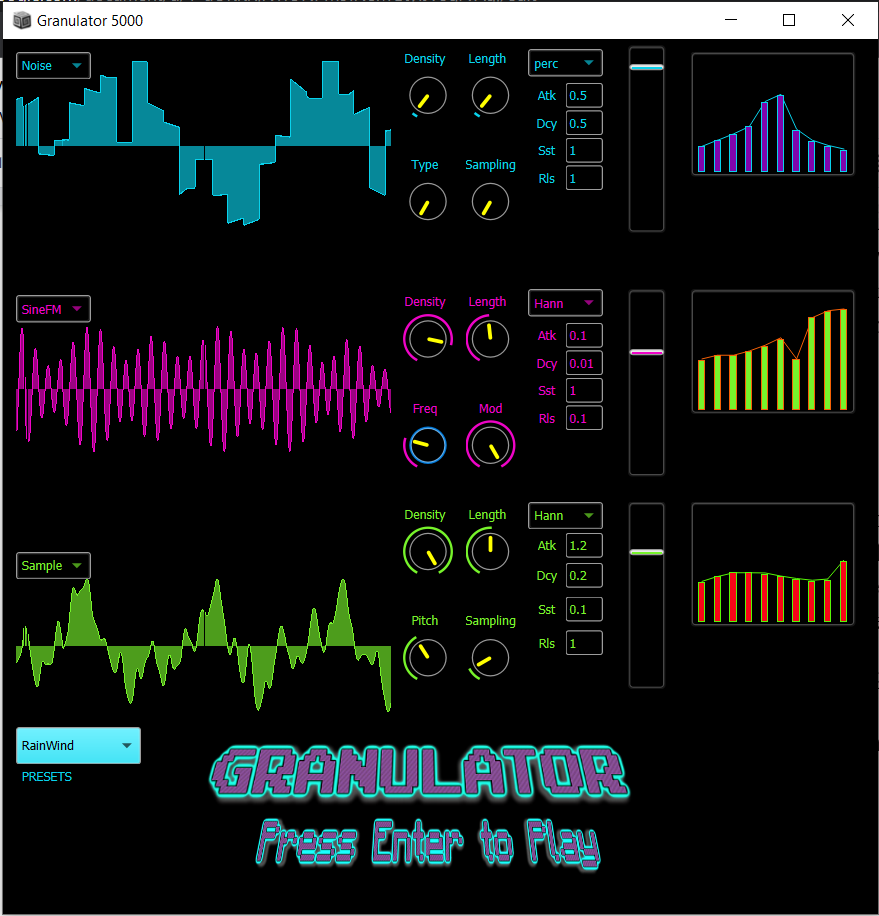 Granulator 5000
Noise
Density Length
perc
Atk 0.5
Dcy 0.5
Sst 1
Rls 1
Type Sampling
SineFM
Density Length
Hann
Atk 0.1
Dcy 0.01
Sst 1
Rls 0.1
Freq Mod
Sample
Density Length
Hann
Atk 1.2
Dcy 0.2
Sst 0.1
Rls 1
Pitch Sampling
RainWind
PRESETS
GRANULATOR
Press Enter to Play